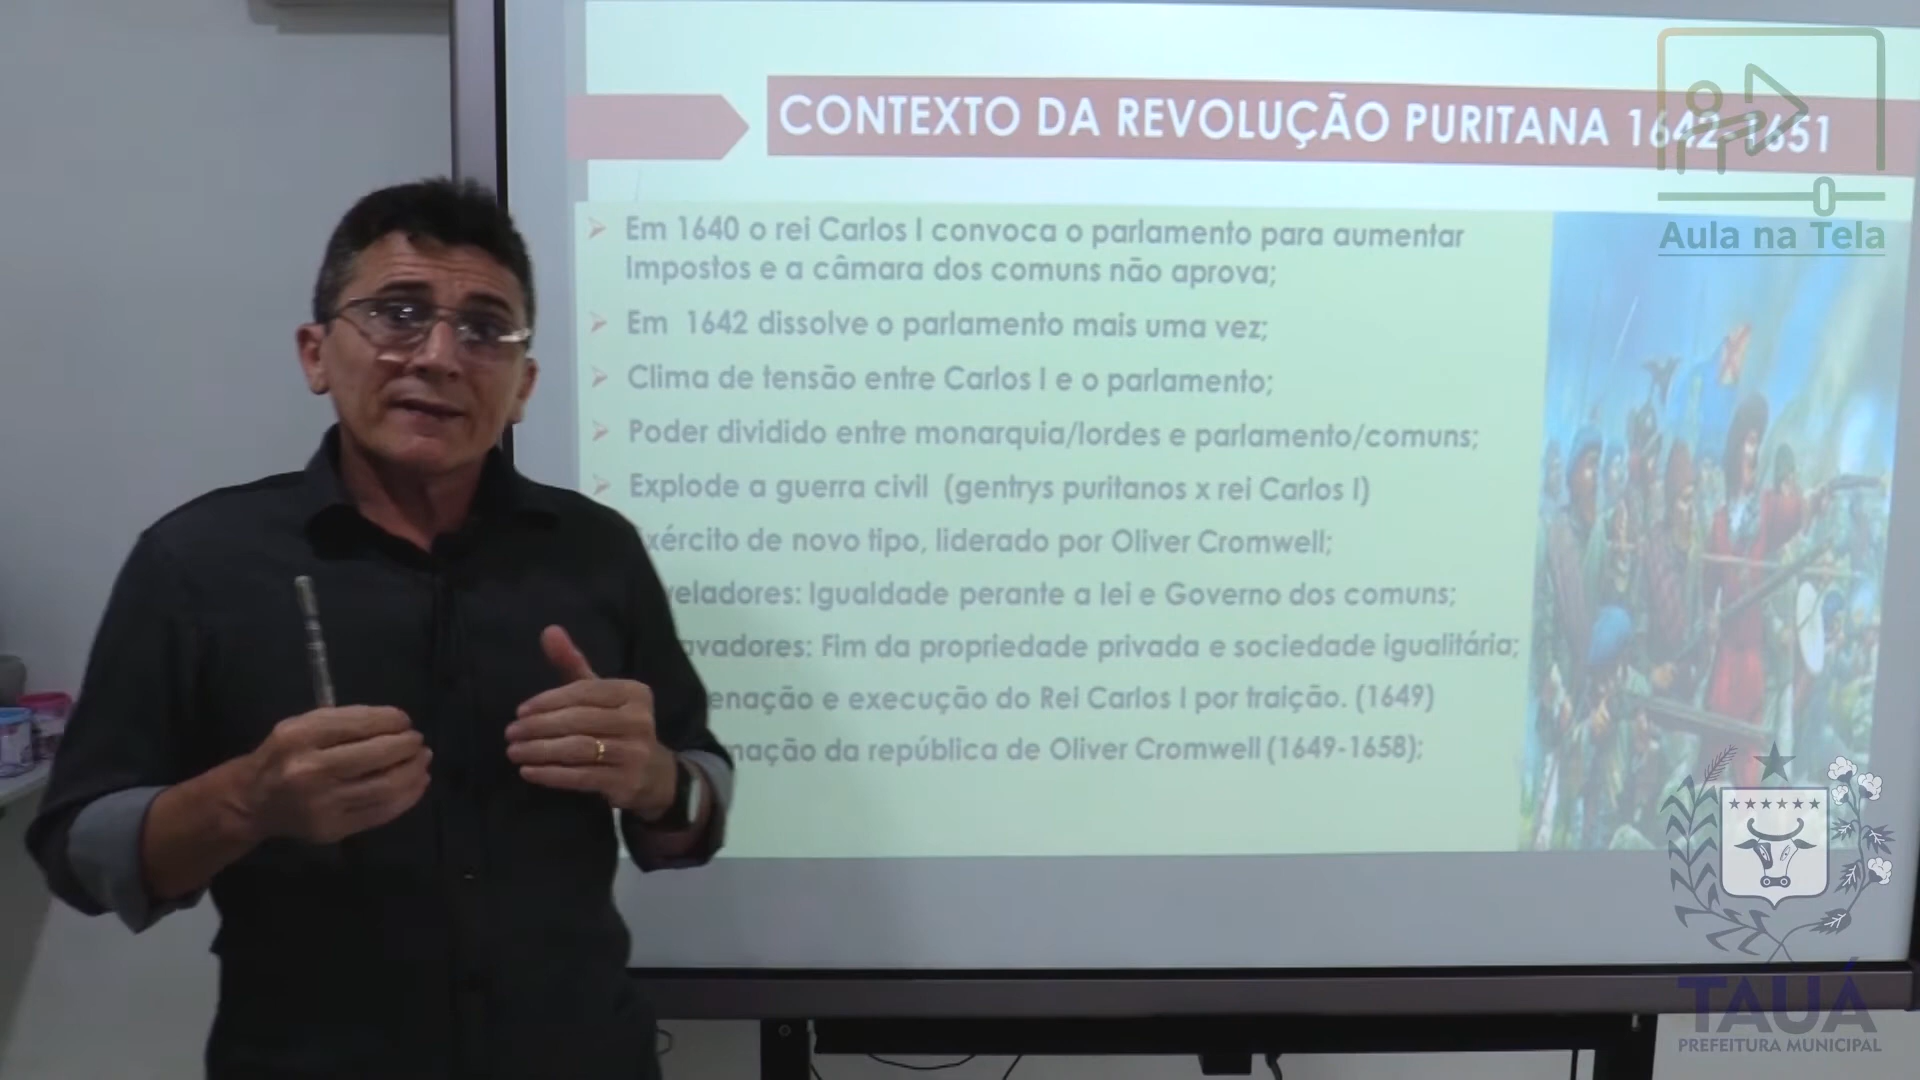 CONTEXTO DA REVOLUÇÃO PURITANA 1642-1651
Aula na Tela
Em 1640 o rei Carlos I convoca o parlamento para aumentar
Impostos e a câmara dos comuns não aprova;
Em 1642 dissolve o parlamento mais uma vez;
Clima de tensão entre Carlos I e o parlamento;
Poder dividido entre monarquia/lordes e parlamento/comuns;
Explode a guerra civil (gentrys puritanos x rei Carlos I)
xército de novo tipo, liderado por Oliver Cromwell;
veladores: Igualdade perante a lei e Governo dos comuns;
avadores: Fim da propriedade privada e sociedade igualitária;
enação e execução do Rei Carlos I por traição. (1649)
mação da república de Oliver Cromwell (1649-1658);
TAUÁ
PREFEITURA MUNICIPAL